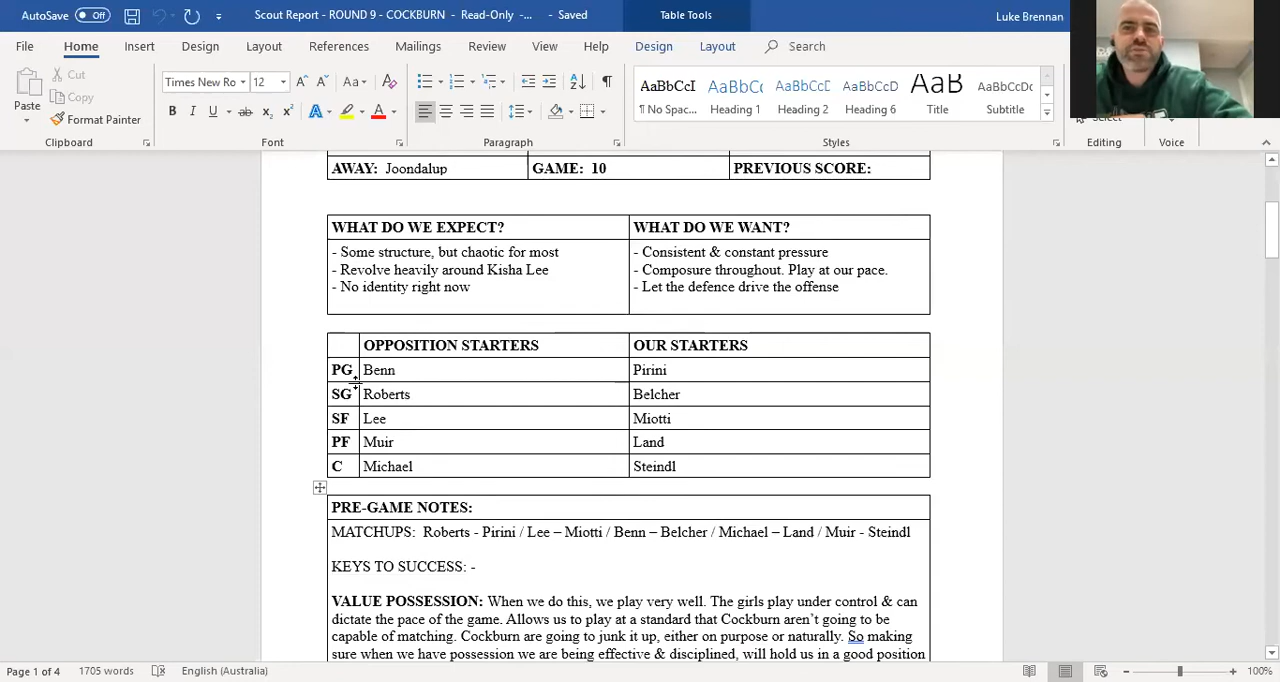 AutoSave Off Scout Report - ROUND 9 - COCKBURN - Read-Only -... - Saved Table Tools Luke Brennan
File Home Insert Design Layout References Mailings Review View Help Design Layout Search
Paste Cut Copy Format Painter
Times New Ro 12 Aa
B I U ab x₂ x² A A
AaBbCcI AaBbC AaBbCcD AaBbCcD AaB AaBbCcDc
¶ No Spac... Heading 1 Heading 2 Heading 6 Title Subtitle
Clipboard Font Paragraph Styles Editing Voice
AWAY: Joondalup GAME: 10 PREVIOUS SCORE:
WHAT DO WE EXPECT? WHAT DO WE WANT?
- Some structure, but chaotic for most - Consistent & constant pressure
- Revolve heavily around Kisha Lee - Composure throughout. Play at our pace.
- No identity right now - Let the defence drive the offense
OPPOSITION STARTERS OUR STARTERS
PG Benn Pirini
SG Roberts Belcher
SF Lee Miotti
PF Muir Land
C Michael Steindl
PRE-GAME NOTES:
MATCHUPS: Roberts - Pirini / Lee – Miotti / Benn – Belcher / Michael – Land / Muir - Steindl
KEYS TO SUCCESS: -
VALUE POSSESSION: When we do this, we play very well. The girls play under control & can
dictate the pace of the game. Allows us to play at a standard that Cockburn aren't going to be
capable of matching. Cockburn are going to junk it up, either on purpose or naturally. So making
sure when we have possession we are being effective & disciplined, will hold us in a good position
Page 1 of 4 1705 words English (Australia) 100%